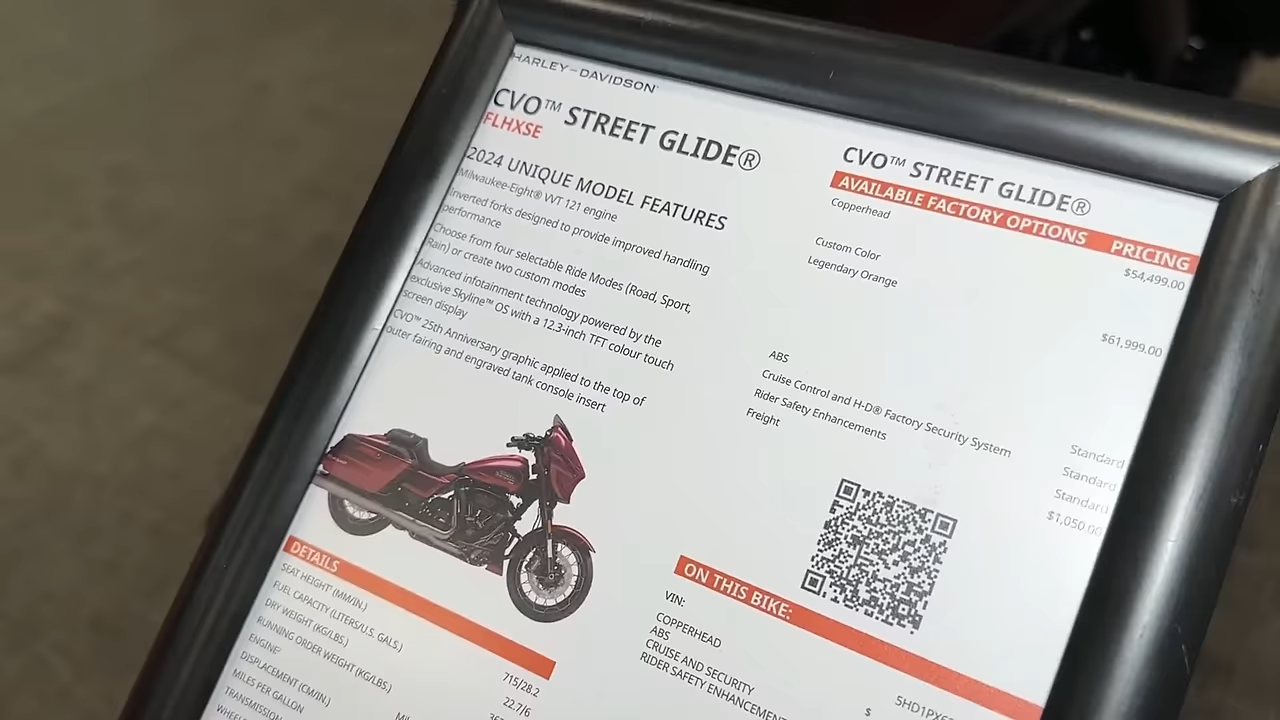 HARLEY-DAVIDSON
CVO™ STREET GLIDE®
FLHXSE
2024 UNIQUE MODEL FEATURES
Milwaukee-Eight® VVT 121 engine
Inverted forks designed to provide improved handling
performance
Choose from four selectable Ride Modes (Road, Sport,
Rain) or create two custom modes
Advanced infotainment technology powered by the
exclusive Skyline™ OS with a 12.3-inch TFT colour touch
screen display
CVO™ 25th Anniversary graphic applied to the top of
outer fairing and engraved tank console insert
DETAILS
SEAT HEIGHT¹ (MM/IN.) 715/28.2
FUEL CAPACITY (LITERS/U.S. GALS.) 22.7/6
DRY WEIGHT (KG/LBS.)
RUNNING ORDER WEIGHT (KG/LBS.)
ENGINE²
DISPLACEMENT (CM/IN.)
MILES PER GALLON
TRANSMISSION
CVO™ STREET GLIDE®
AVAILABLE FACTORY OPTIONS PRICING
Copperhead $54,499.00
Custom Color
Legendary Orange $61,999.00
ABS Standard
Cruise Control and H-D® Factory Security System Standard
Rider Safety Enhancements Standard
Freight $1,050.00
ON THIS BIKE:
VIN: 5HD1PX
COPPERHEAD $
ABS
CRUISE AND SECURITY
RIDER SAFETY ENHANCEMENT